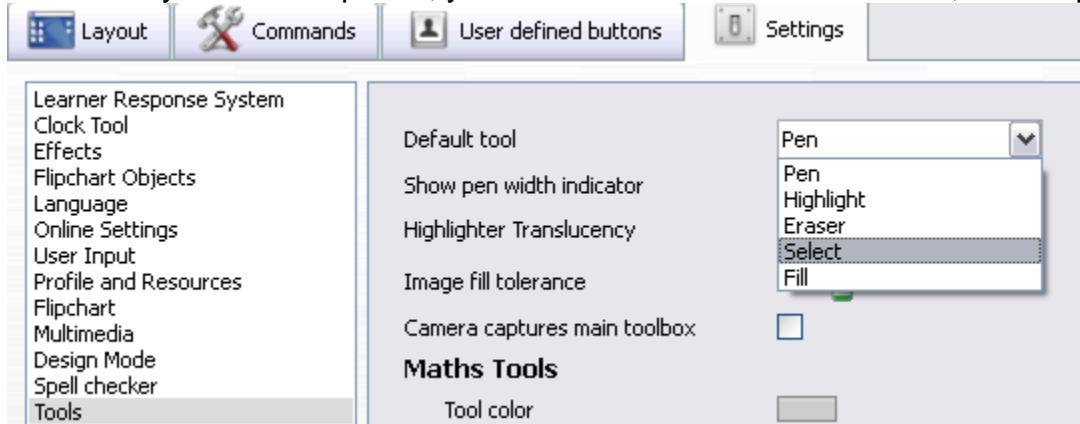 Layout
Commands
User defined buttons
Settings
Learner Response System
Clock Tool
Effects
Flipchart Objects
Language
Online Settings
User Input
Profile and Resources
Flipchart
Multimedia
Design Mode
Spell checker
Tools
Default tool
Pen
Pen
Highlight
Eraser
Select
Fill
Show pen width indicator
Highlighter Translucency
Image fill tolerance
Camera captures main toolbox
Maths Tools
Tool color